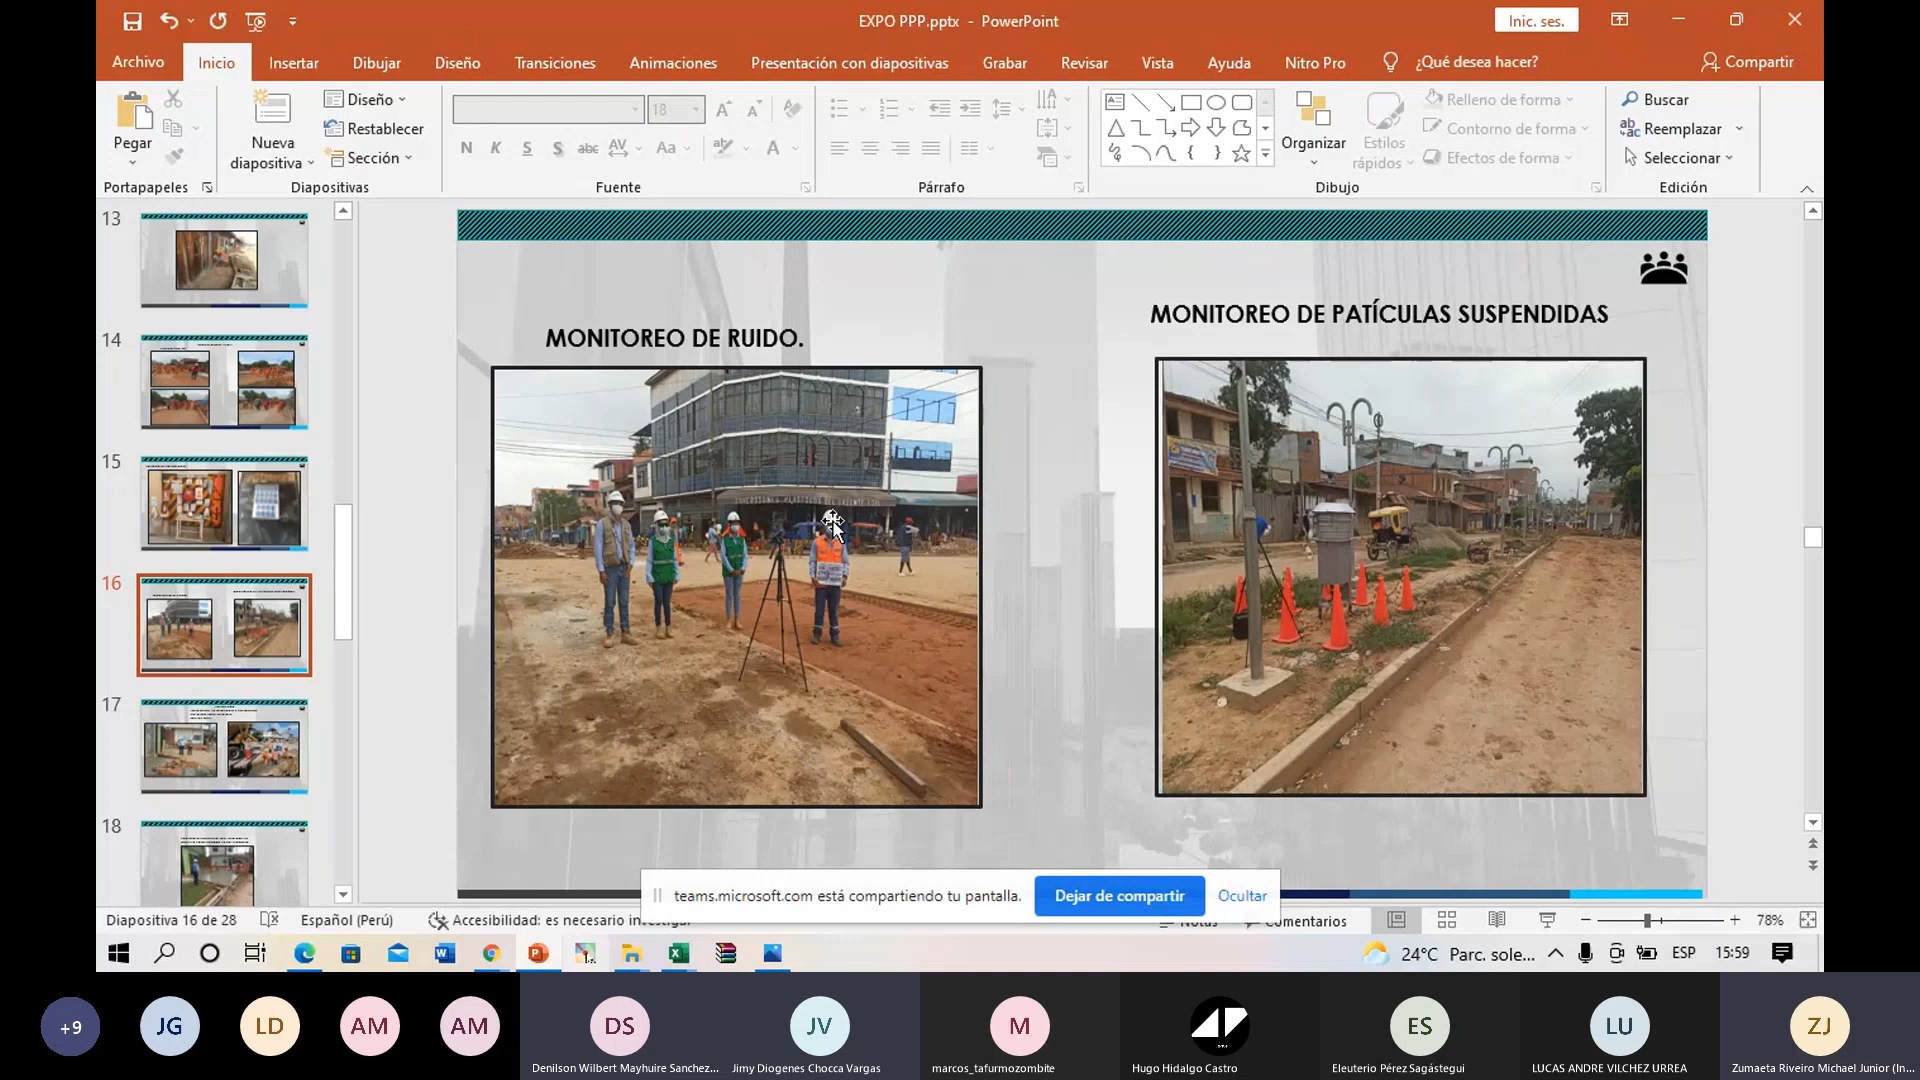 EXPO PPP.pptx - PowerPoint
Inic. ses.
Archivo
Inicio
Insertar
Dibujar
Diseño
Transiciones
Animaciones
Presentación con diapositivas
Grabar
Revisar
Vista
Ayuda
Nitro Pro
¿Qué desea hacer?
Compartir
Pegar
Portapapeles
Nueva diapositiva
Diseño
Restablecer
Sección
Diapositivas
18
N K S S abc AV Aa A
Fuente
Párrafo
Organizar
Estilos rápidos
Relleno de forma
Contorno de forma
Efectos de forma
Dibujo
Buscar
Reemplazar
Seleccionar
Edición
13
14
15
16
17
18
MONITOREO DE RUIDO.
MONITOREO DE PATÍCULAS SUSPENDIDAS
teams.microsoft.com está compartiendo tu pantalla.
Dejar de compartir
Ocultar
Diapositiva 16 de 28
Español (Perú)
Accesibilidad: es necesario investigar
Notas
Comentarios
78%
24°C Parc. sole...
ESP
15:59
+9
JG
LD
AM
AM
DS
JV
M
ES
LU
ZJ
Denilson Wilbert Mayhuire Sanchez...
Jimy Diogenes Chocca Vargas
marcos_tafurmozombite
Hugo Hidalgo Castro
Eleuterio Pérez Sagástegui
LUCAS ANDRE VILCHEZ URREA
Zumaeta Riveiro Michael Junior (In...